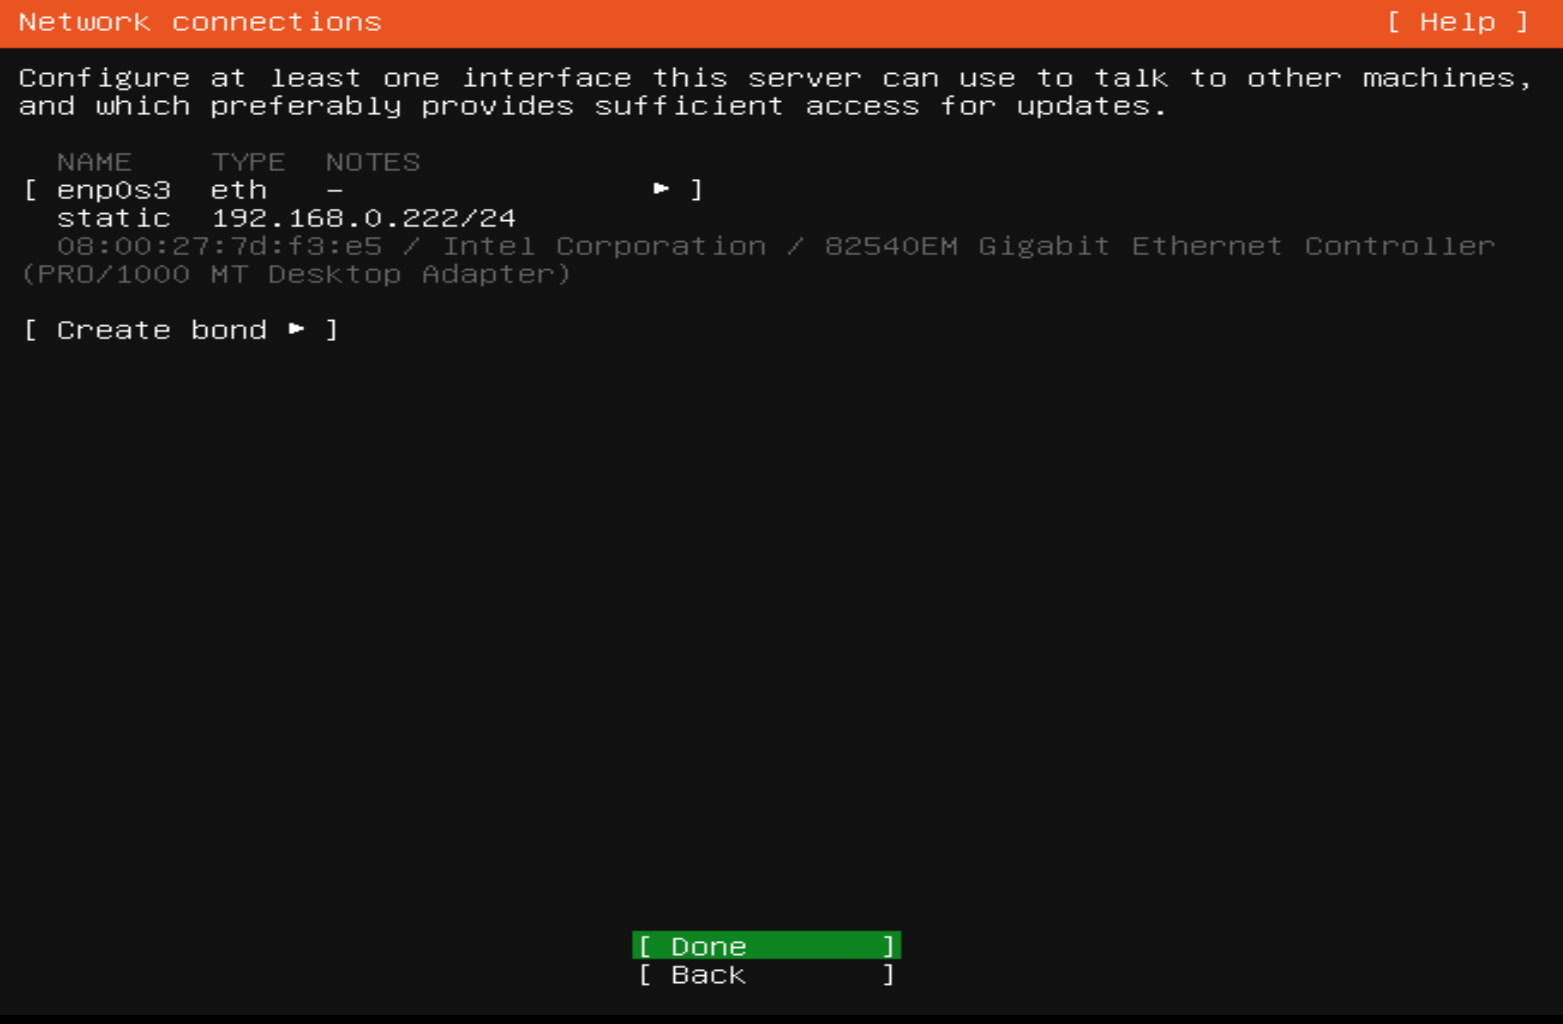 Network connections [ Help ]
Configure at least one interface this server can use to talk to other machines,
and which preferably provides sufficient access for updates.
NAME TYPE NOTES
[ enp0s3 eth – ▸ ]
static 192.168.0.222/24
08:00:27:7d:f3:e5 / Intel Corporation / 82540EM Gigabit Ethernet Controller
(PRO/1000 MT Desktop Adapter)
[ Create bond ▸ ]
[ Done ]
[ Back ]